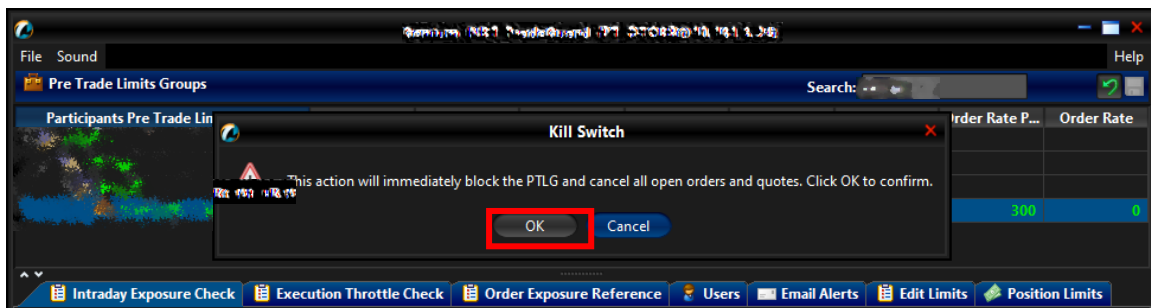 File Sound Help
Pre Trade Limits Groups Search:
Participants Pre Trade Lin Order Rate P... Order Rate
Kill Switch
This action will immediately block the PTLG and cancel all open orders and quotes. Click OK to confirm.
300 0
OK Cancel
Intraday Exposure Check Execution Throttle Check Order Exposure Reference Users Email Alerts Edit Limits Position Limits